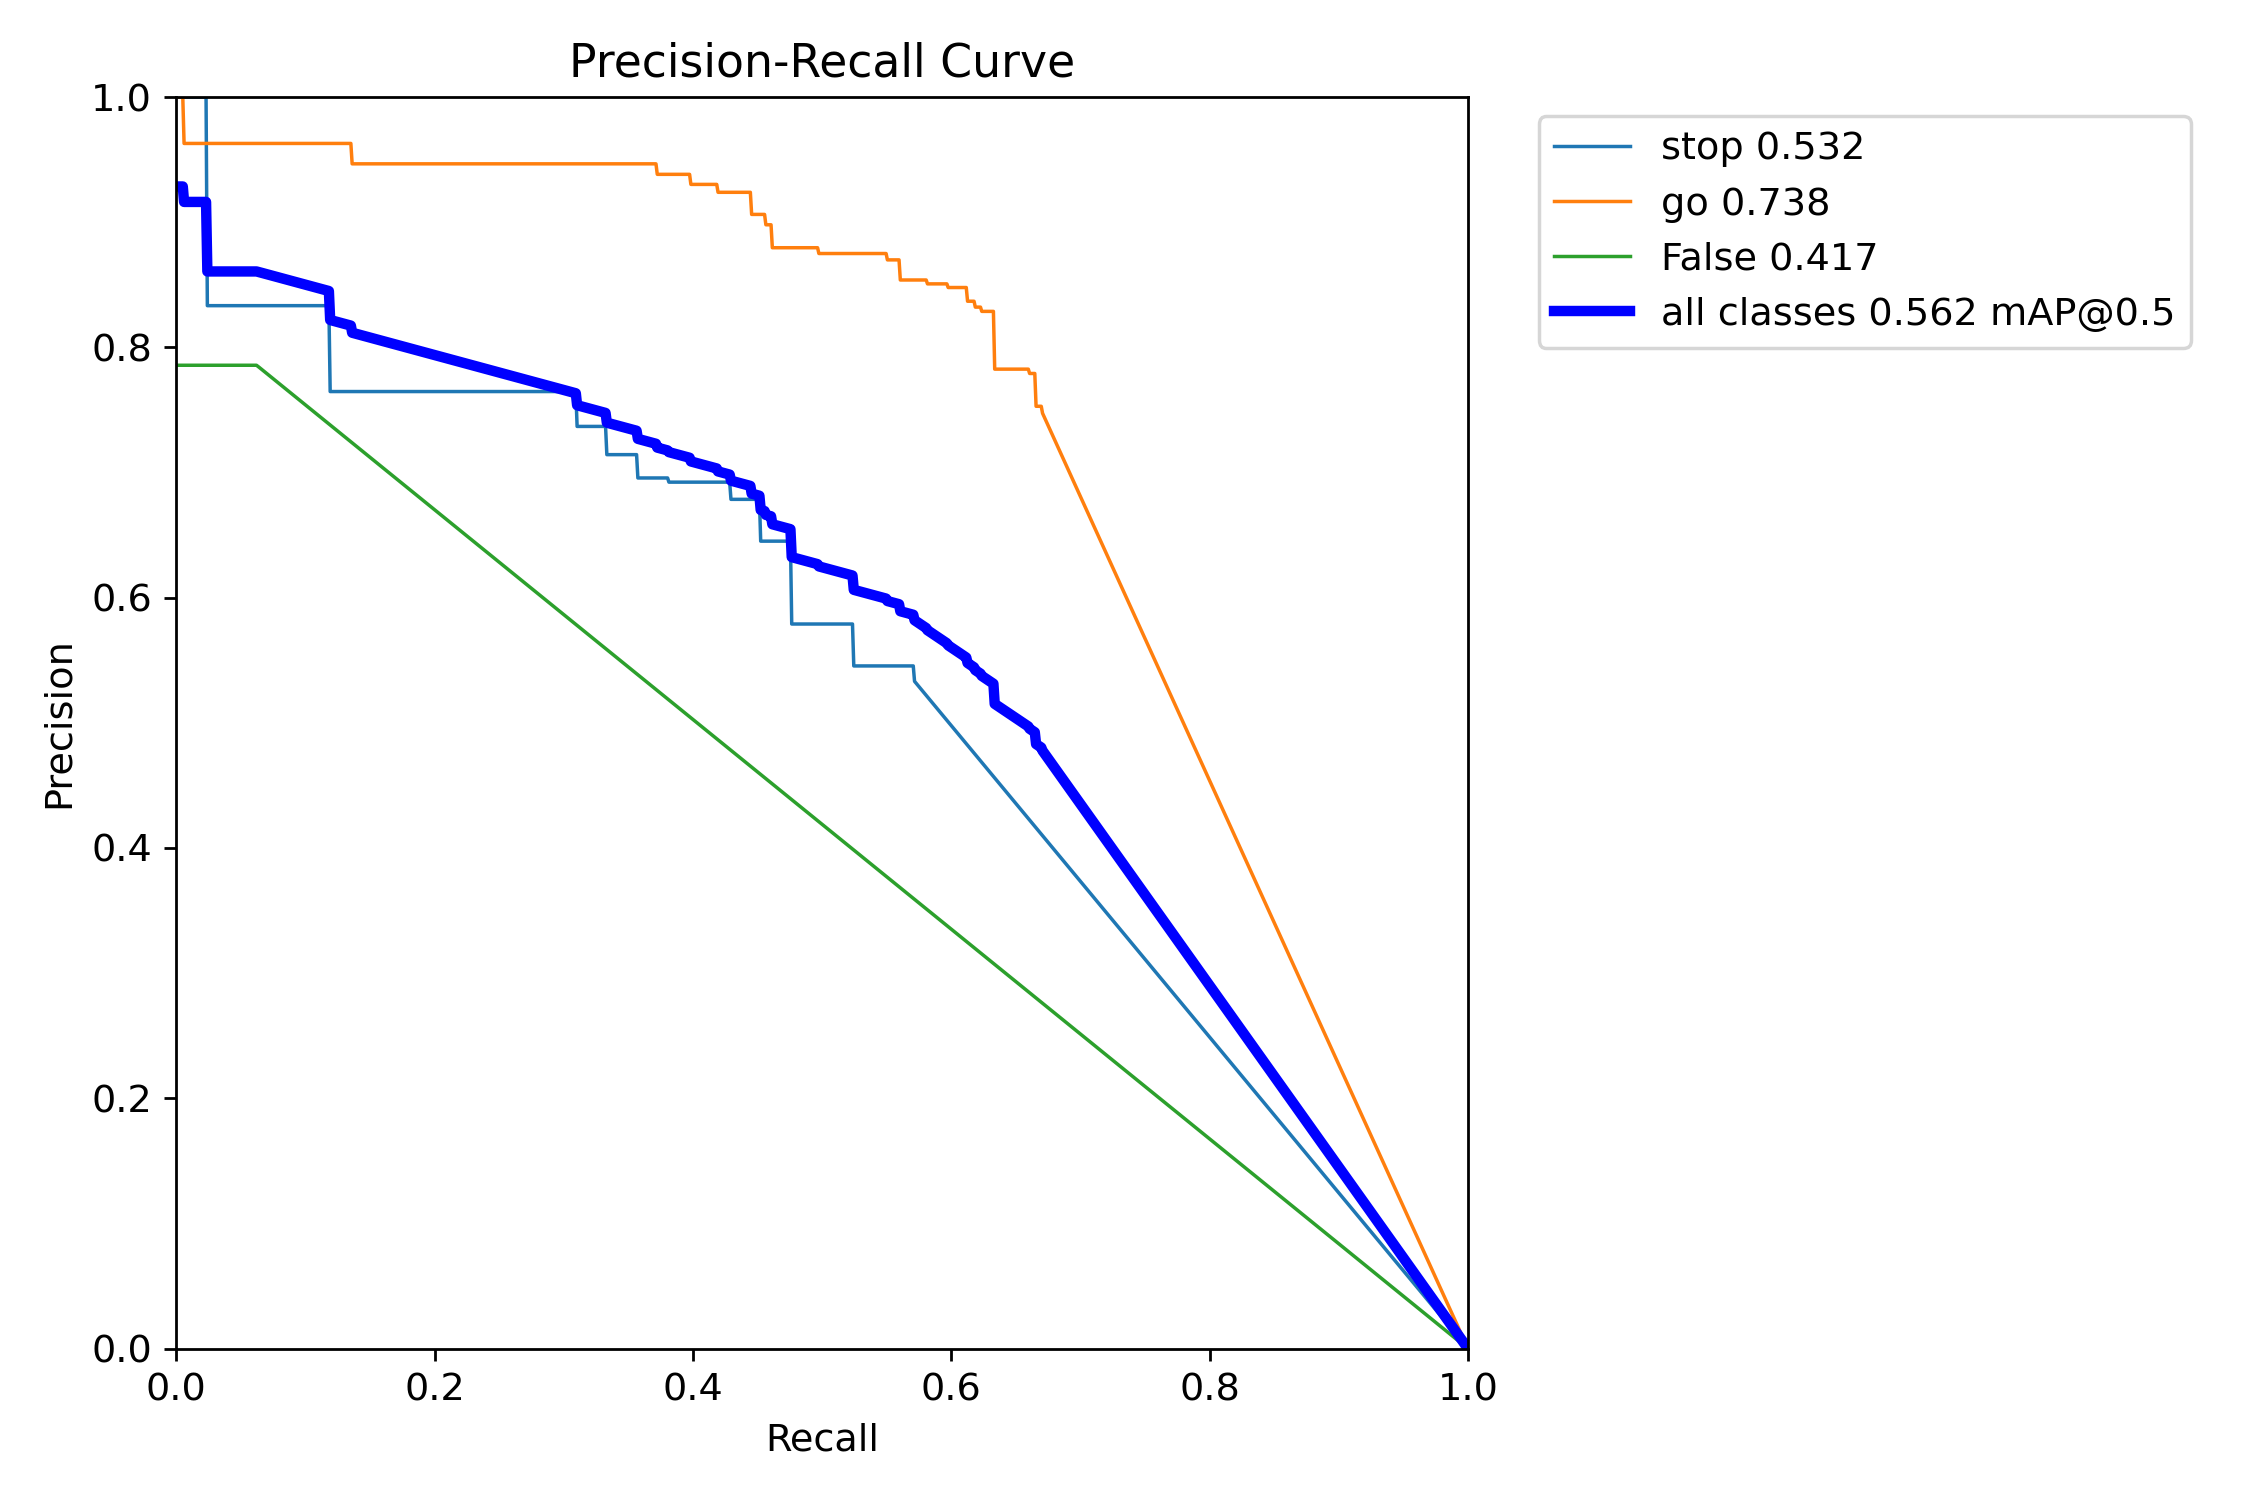 Precision-Recall Curve
1.0
0.8
0.6
0.4
0.2
0.0
Precision
0.0 0.2 0.4 0.6 0.8 1.0
Recall
stop 0.532
go 0.738
False 0.417
all classes 0.562 mAP@0.5